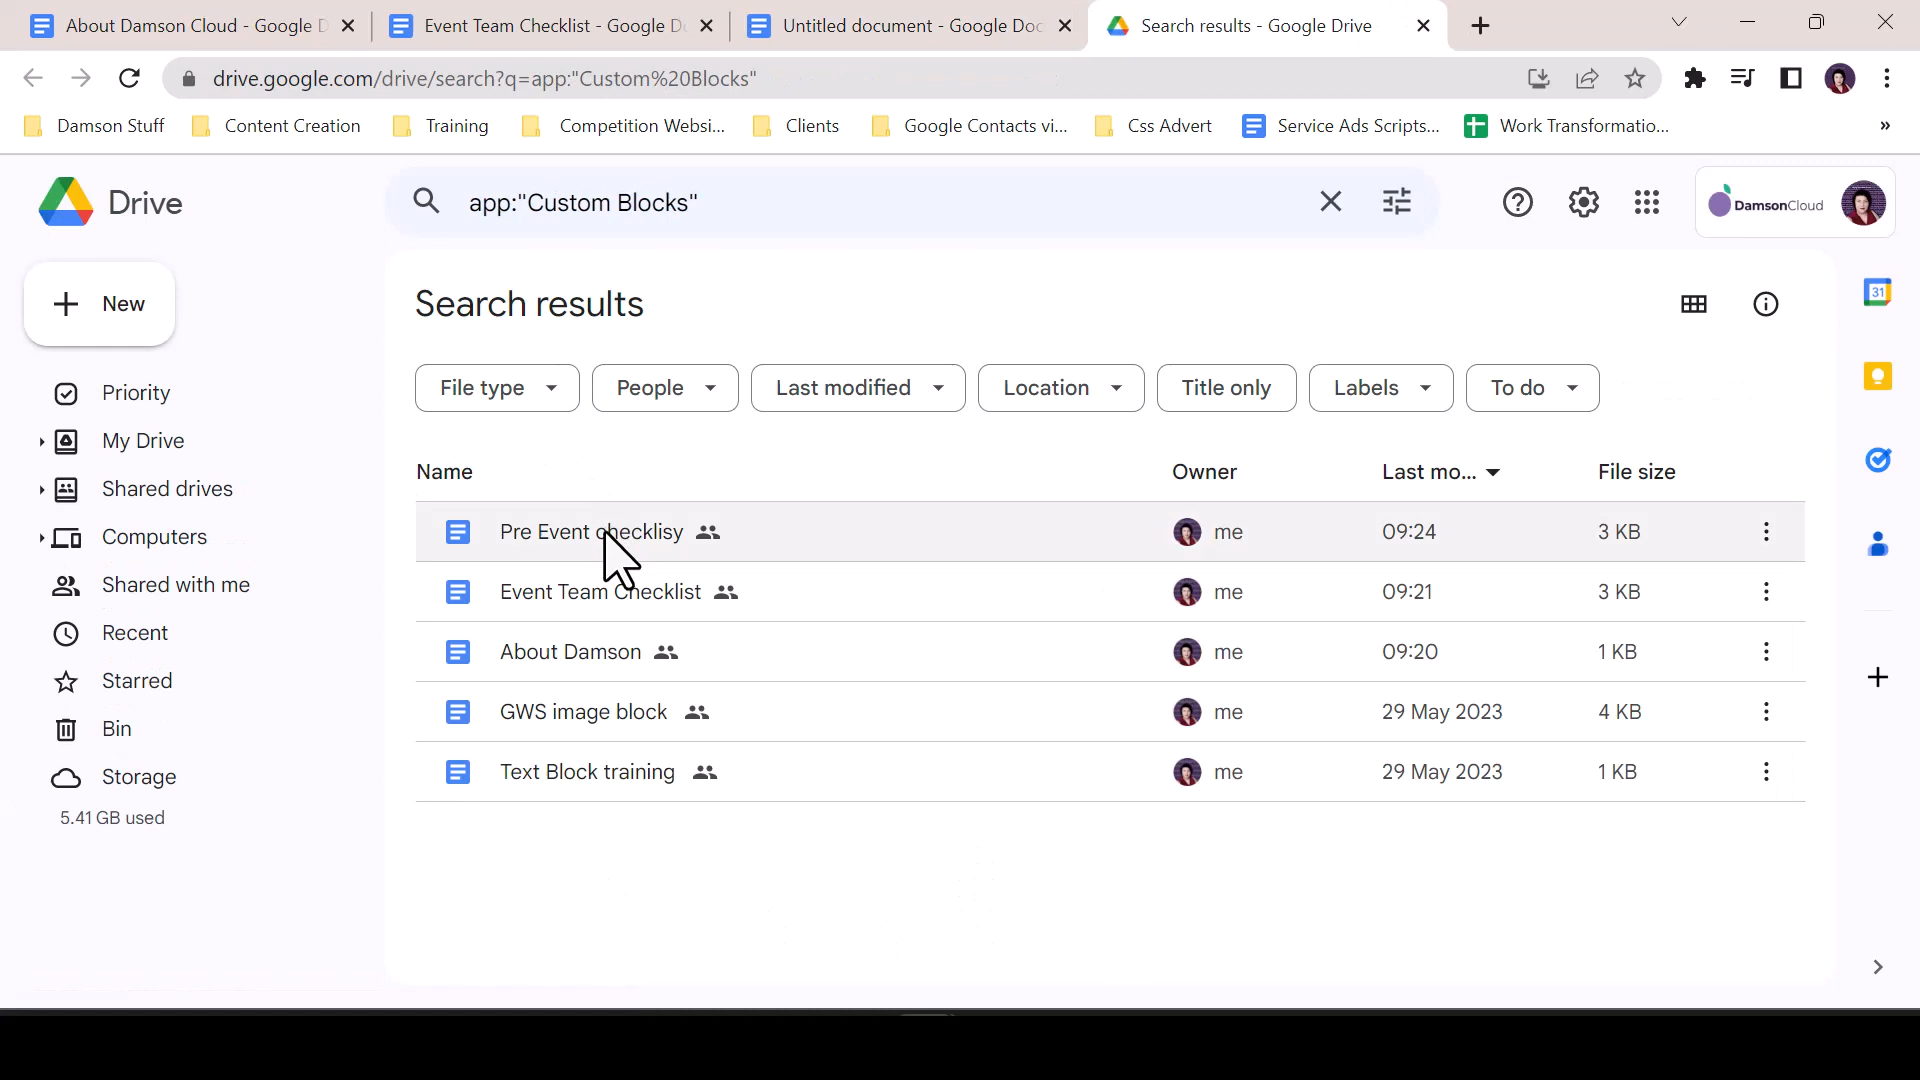 About Damson Cloud - Google D
Event Team Checklist - Google Do
Untitled document - Google Doc
Search results - Google Drive
drive.google.com/drive/search?q=app:"Custom%20Blocks"
Damson Stuff
Content Creation
Training
Competition Websi...
Clients
Google Contacts vi...
Css Advert
Service Ads Scripts...
Work Transformatio...
»
Drive
app:"Custom Blocks"
DamsonCloud
New
Search results
31
File type
People
Last modified
Location
Title only
Labels
To do
Priority
My Drive
Shared drives
Computers
Shared with me
Recent
Starred
Bin
Storage
5.41 GB used
Name Owner Last mo... File size
Pre Event checklisy me 09:24 3 KB
Event Team Checklist me 09:21 3 KB
About Damson me 09:20 1 KB
GWS image block me 29 May 2023 4 KB
Text Block training me 29 May 2023 1 KB